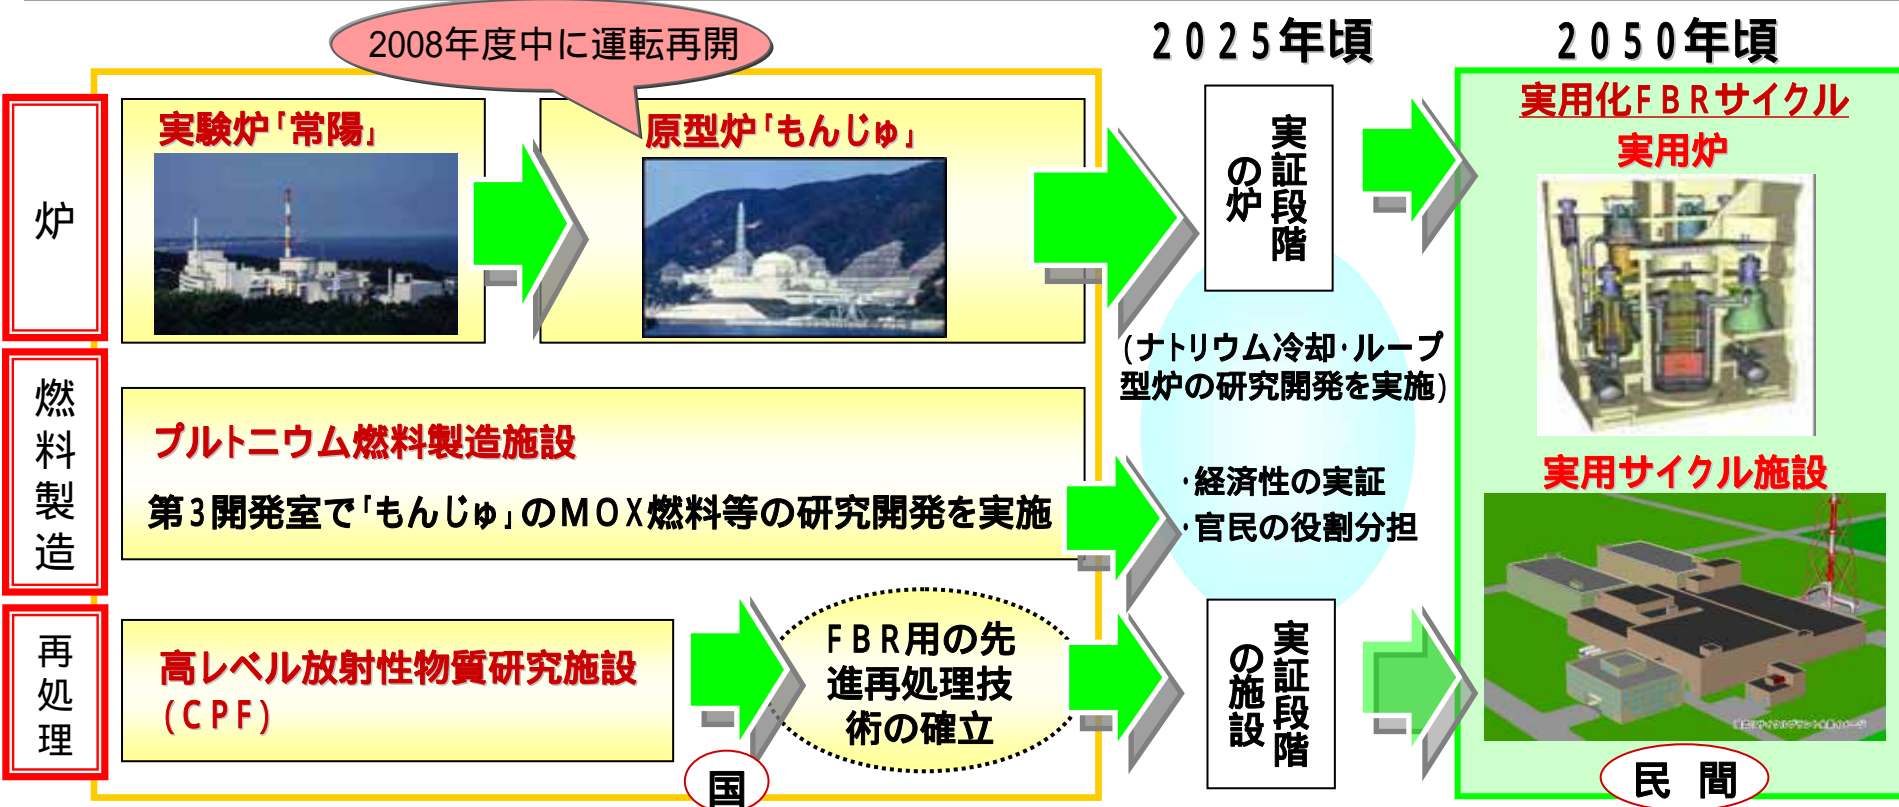 2008年度中に運転再開
2025年頃
2050年頃
炉
実験炉「常陽」
原型炉「もんじゅ」
実証段階
の炉
実用化FBRサイクル
実用炉
(ナトリウム冷却・ループ
型炉の研究開発を実施)
燃料製造
プルトニウム燃料製造施設
第3開発室で「もんじゅ」のMOX燃料等の研究開発を実施
・経済性の実証
・官民の役割分担
実用サイクル施設
再処理
高レベル放射性物質研究施設
(CPF)
FBR用の先
進再処理技
術の確立
実証段階
の施設
国
民間